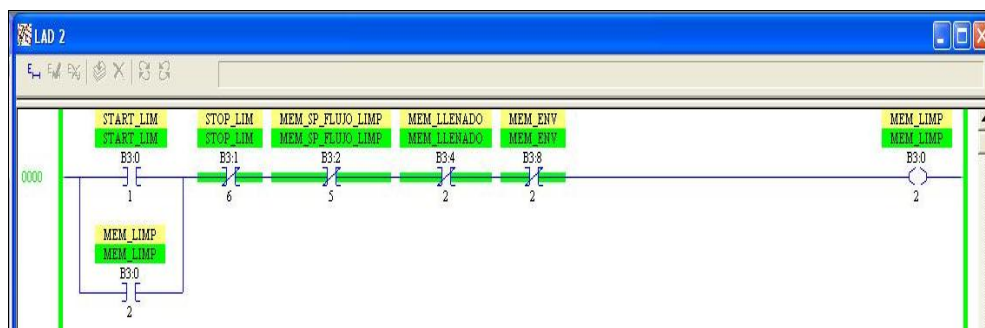 LAD 2
START_LIM STOP_LIM MEM_SP_FLUJO_LIMP MEM_LLENADO MEM_ENV MEM_LIMP
START_LIM STOP_LIM MEM_SP_FLUJO_LIMP MEM_LLENADO MEM_ENV MEM_LIMP
B3:0 B3:1 B3:2 B3:4 B3:8 B3:0
0000
1 6 5 2 2 2
MEM_LIMP
MEM_LIMP
B3:0
2